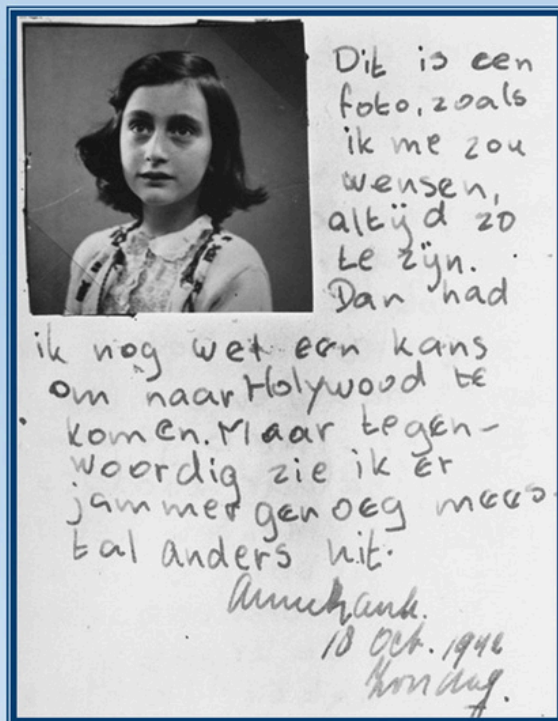 Dit is een
foto, zoals
ik me zou
wensen,
altijd zo
te zijn.
Dan had
ik nog wel een kans
om naar Holywood te
komen. Maar tegen-
woordig zie ik er
jammer genoeg mees
tal anders uit.
Annefrank.
18 Oct. 1942
Zondag.